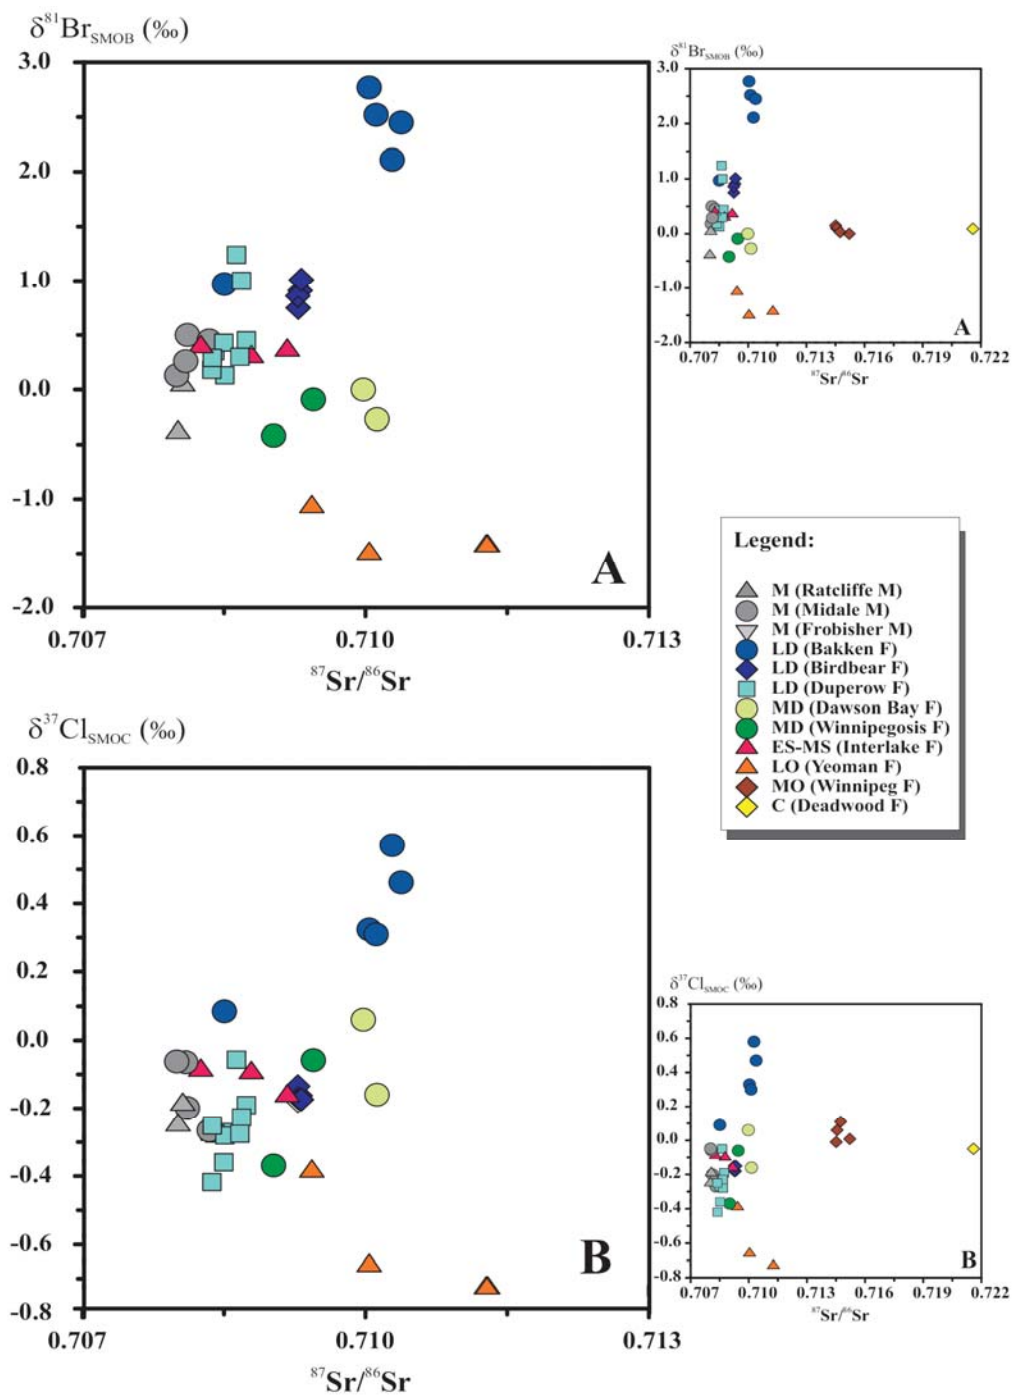 δ⁸¹Br_SMOB (‰)
3.0
2.0
1.0
0.0
-1.0
-2.0
0.707 0.710 0.713
⁸⁷Sr/⁸⁶Sr
A
δ⁸¹Br_SMOB (‰)
3.0
2.0
1.0
0.0
-1.0
-2.0
0.707 0.710 0.713 0.716 0.719 0.722
⁸⁷Sr/⁸⁶Sr
A
Legend:
M (Ratcliffe M)
M (Midale M)
M (Frobisher M)
LD (Bakken F)
LD (Birdbear F)
LD (Duperow F)
MD (Dawson Bay F)
MD (Winnipegosis F)
ES-MS (Interlake F)
LO (Yeoman F)
MO (Winnipeg F)
C (Deadwood F)
δ³⁷Cl_SMOC (‰)
0.8
0.6
0.4
0.2
0.0
-0.2
-0.4
-0.6
-0.8
0.707 0.710 0.713
⁸⁷Sr/⁸⁶Sr
B
δ³⁷Cl_SMOC (‰)
0.8
0.6
0.4
0.2
0.0
-0.2
-0.4
-0.6
-0.8
0.707 0.710 0.713 0.716 0.719 0.722
⁸⁷Sr/⁸⁶Sr
B